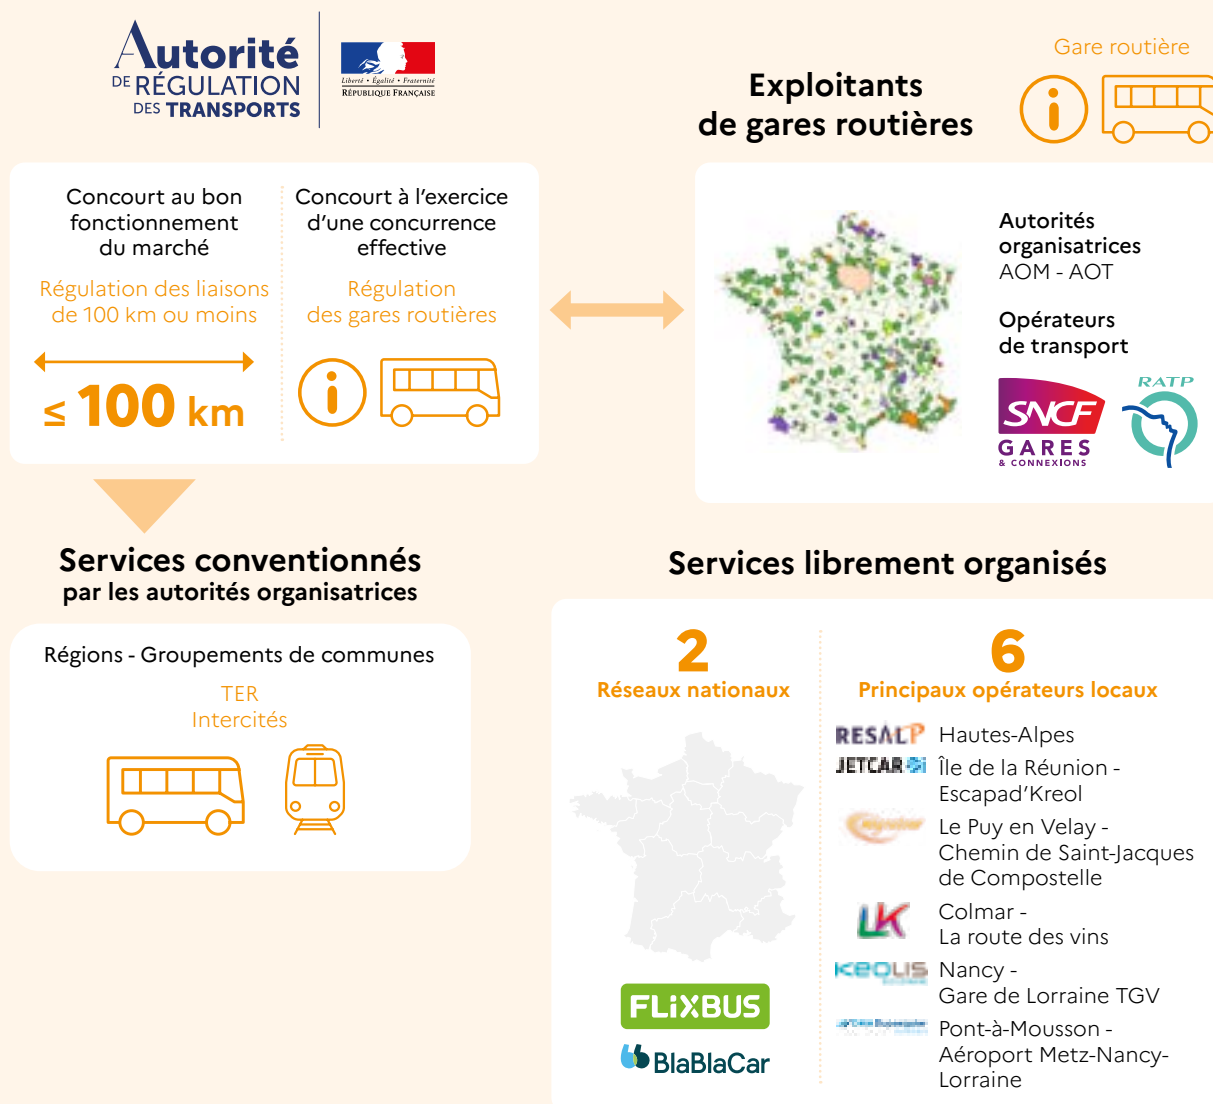 Autorité
DE RÉGULATION
DES TRANSPORTS
Liberté • Égalité • Fraternité
RÉPUBLIQUE FRANÇAISE
Gare routière
Exploitants
de gares routières
Concourt au bon
fonctionnement
du marché
Régulation des liaisons
de 100 km ou moins
≤ 100 km
Concourt à l'exercice
d'une concurrence
effective
Régulation
des gares routières
Autorités
organisatrices
AOM - AOT
Opérateurs
de transport
SNCF
GARES
& CONNEXIONS
RATP
Services conventionnés
par les autorités organisatrices
Régions - Groupements de communes
TER
Intercités
Services librement organisés
2
Réseaux nationaux
FLiXBUS
BlaBlaCar
6
Principaux opérateurs locaux
RESALP
Hautes-Alpes
JETCAR
Île de la Réunion -
Escapad'Kreol
Le Puy en Velay -
Chemin de Saint-Jacques
de Compostelle
LK
Colmar -
La route des vins
KEOLIS
Nancy -
Gare de Lorraine TGV
Pont-à-Mousson -
Aéroport Metz-Nancy-
Lorraine